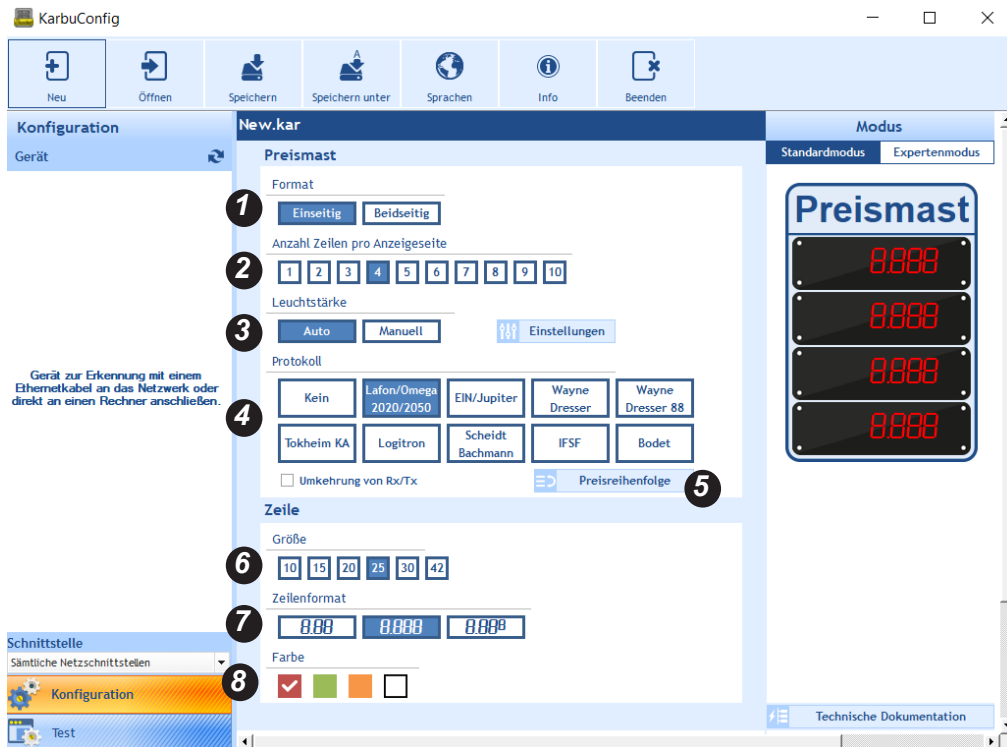 KarbuConfig
Neu
Öffnen
Speichern
A
Speichern unter
Sprachen
Info
Beenden
Konfiguration
Gerät
Gerät zur Erkennung mit einem
Ethernetkabel an das Netzwerk oder
direkt an einen Rechner anschließen.
Schnittstelle
Sämtliche Netzschnittstellen
Konfiguration
Test
New.kar
Preismast
Format
1
Einseitig
Beidseitig
Anzahl Zeilen pro Anzeigeseite
2
1 2 3 4 5 6 7 8 9 10
Leuchtstärke
3
Auto
Manuell
Einstellungen
Protokoll
4
Kein
Lafon/Omega
2020/2050
EIN/Jupiter
Wayne
Dresser
Wayne
Dresser 88
Tokheim KA
Logitron
Scheidt
Bachmann
IFSF
Bodet
Umkehrung von Rx/Tx
Preisreihenfolge
5
Zeile
Größe
6
10 15 20 25 30 42
Zeilenformat
7
8.88
8.888
8.888
Farbe
8
Modus
Standardmodus
Expertenmodus
Preismast
8.888
8.888
8.888
8.888
Technische Dokumentation